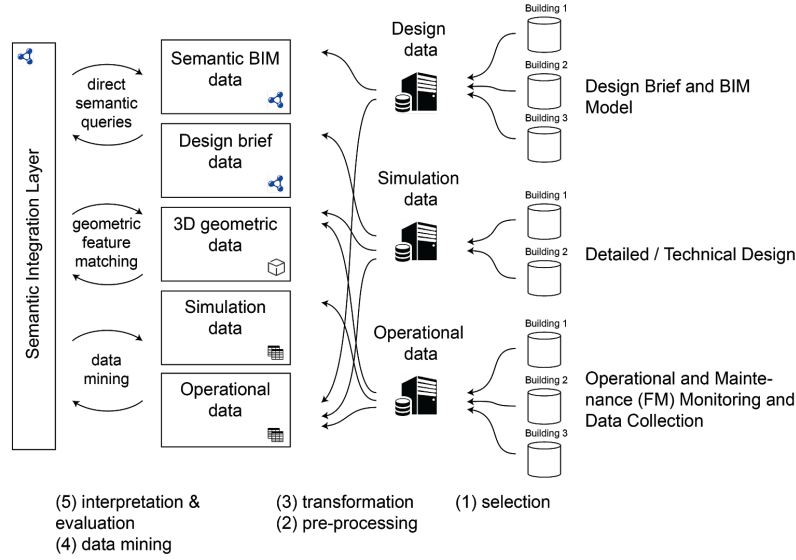 Semantic Integration Layer
direct
semantic
queries
geometric
feature
matching
data
mining
Semantic BIM
data
Design brief
data
3D geometric
data
Simulation
data
Operational
data
Design
data
Simulation
data
Operational
data
Building 1
Building 2
Building 3
Building 1
Building 2
Building 1
Building 2
Building 3
Design Brief and BIM
Model
Detailed / Technical Design
Operational and Mainte-
nance (FM) Monitoring and
Data Collection
(5) interpretation &
evaluation
(4) data mining
(3) transformation
(2) pre-processing
(1) selection